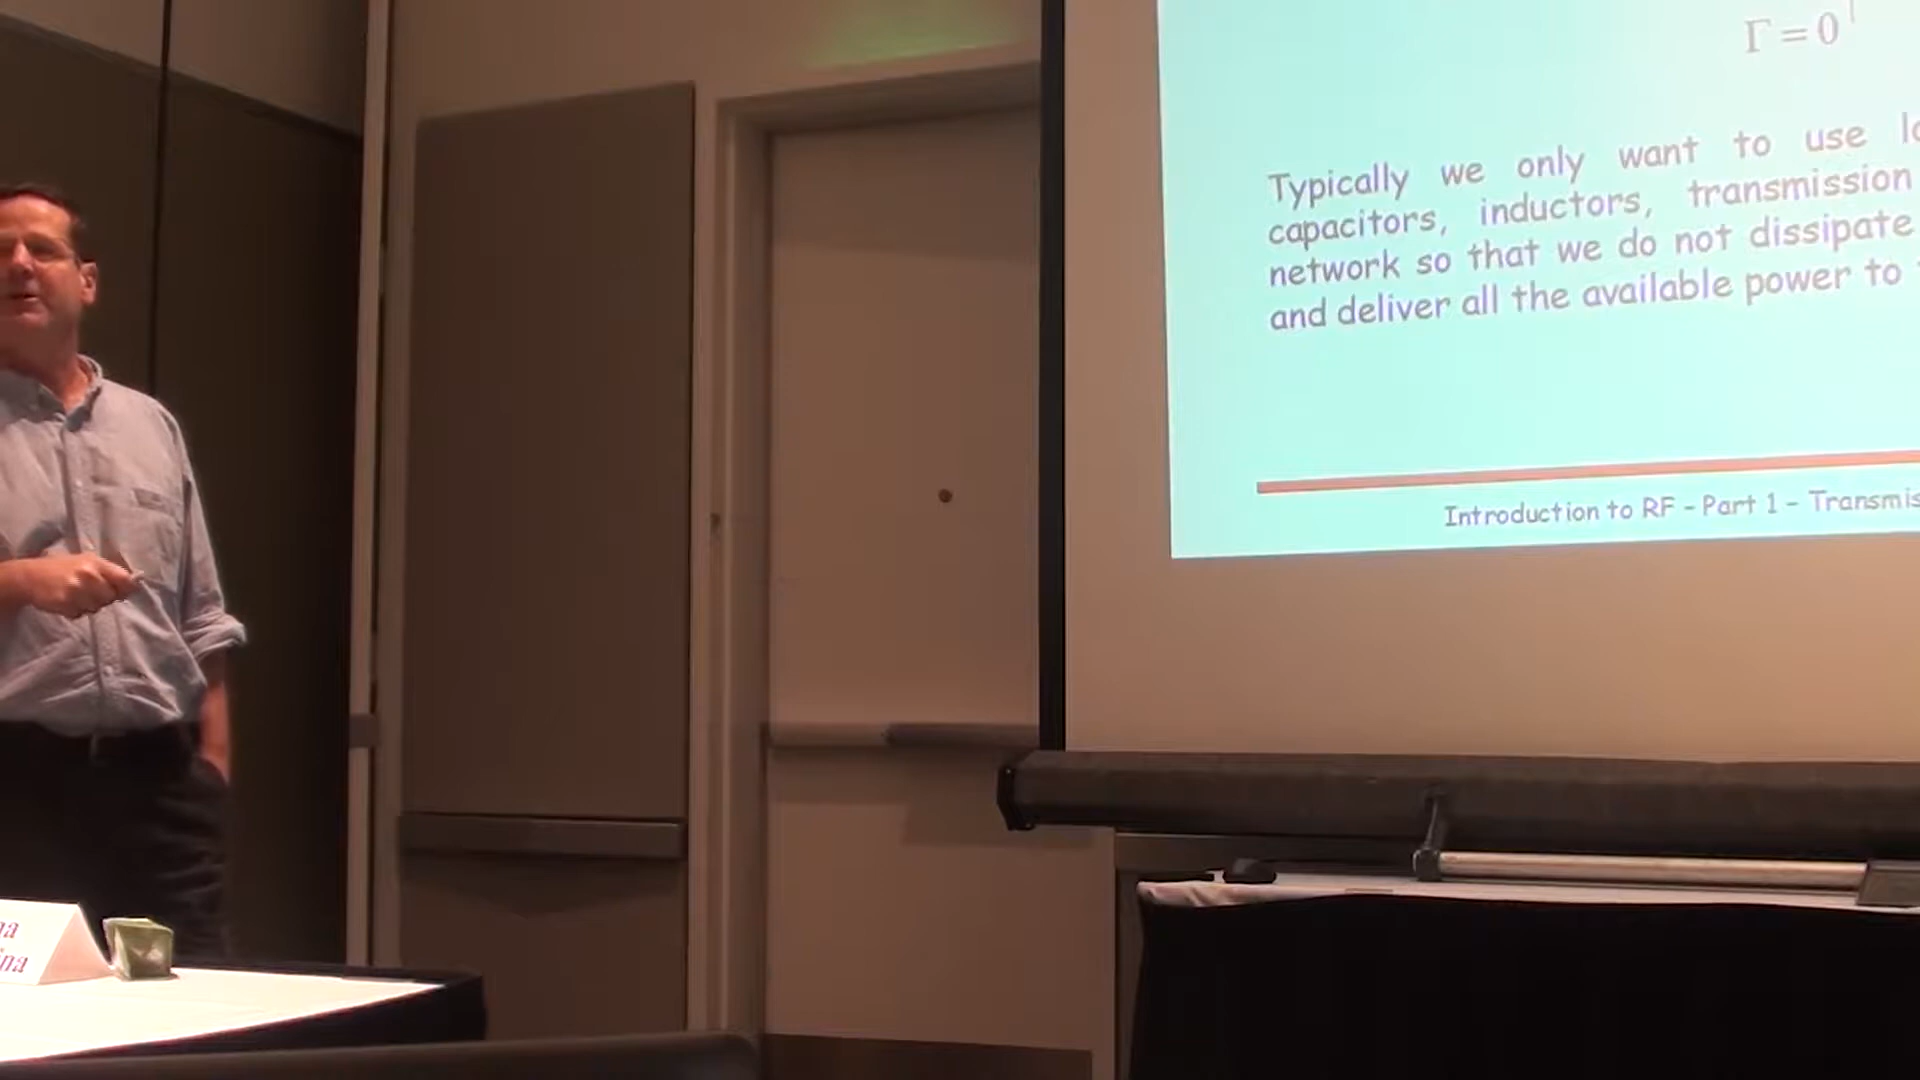 Γ = 0
Typically we only want to use
capacitors, inductors, transmission
network so that we do not dissipate
and deliver all the available power to
Introduction to RF - Part 1 -